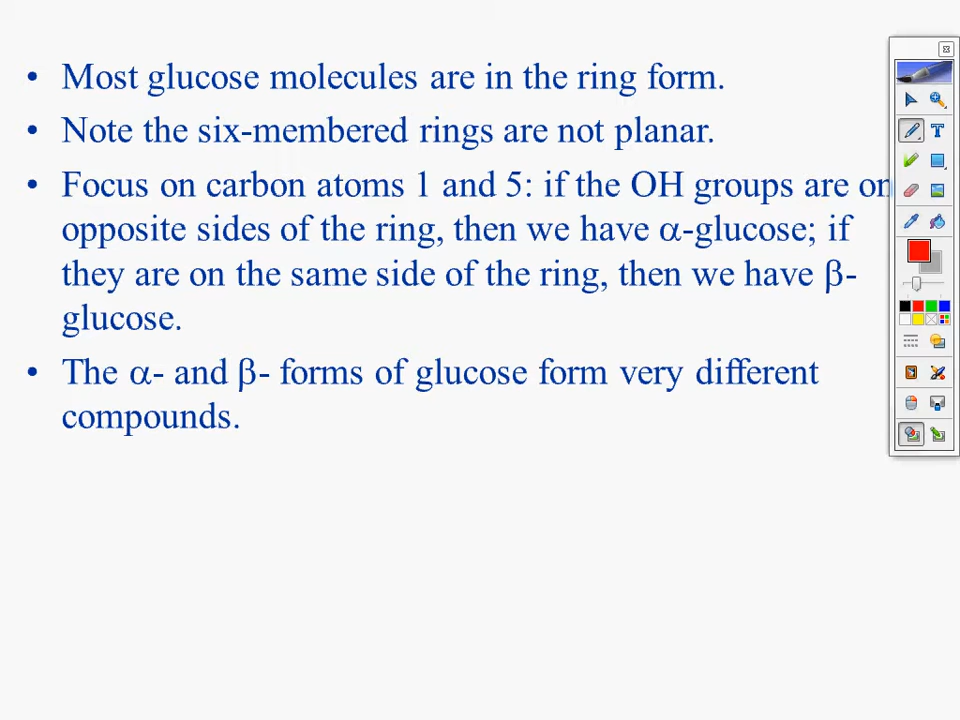 • Most glucose molecules are in the ring form.
• Note the six-membered rings are not planar.
• Focus on carbon atoms 1 and 5: if the OH groups are on
opposite sides of the ring, then we have α-glucose; if
they are on the same side of the ring, then we have β-
glucose.
• The α- and β- forms of glucose form very different
compounds.
T